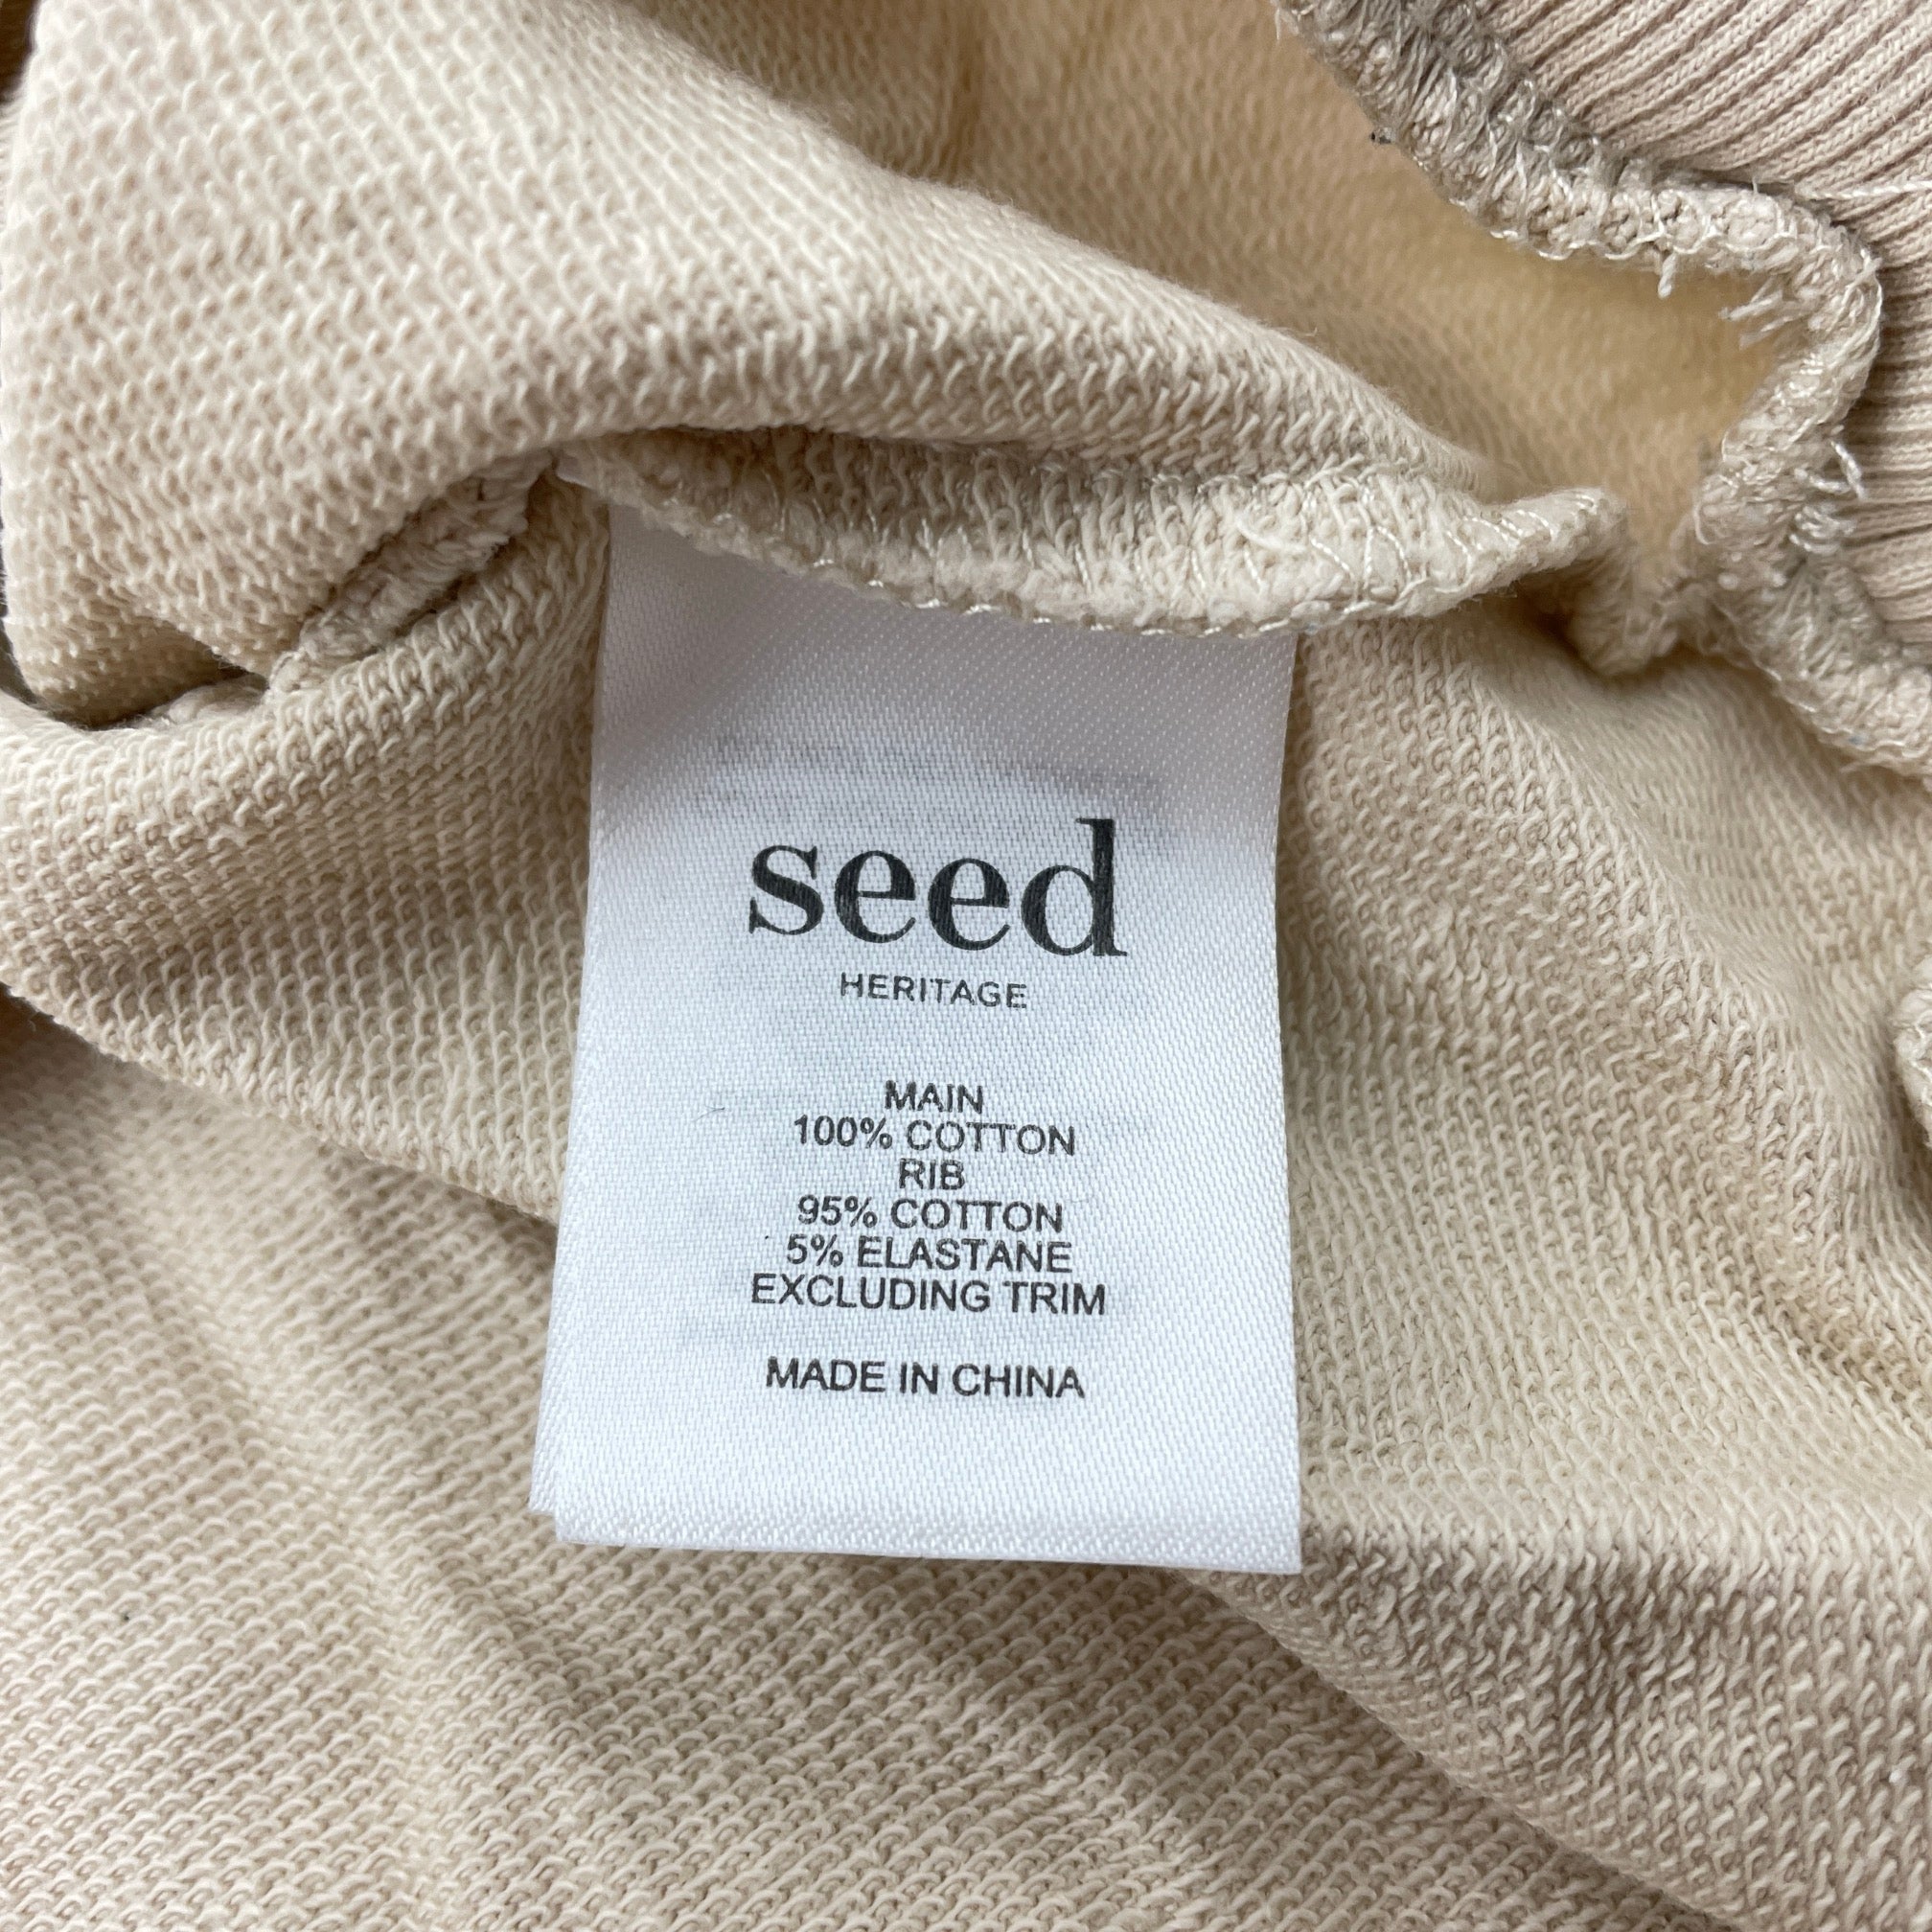 seed
HERITAGE
MAIN
100% COTTON
RIB
95% COTTON
5% ELASTANE
EXCLUDING TRIM
MADE IN CHINA